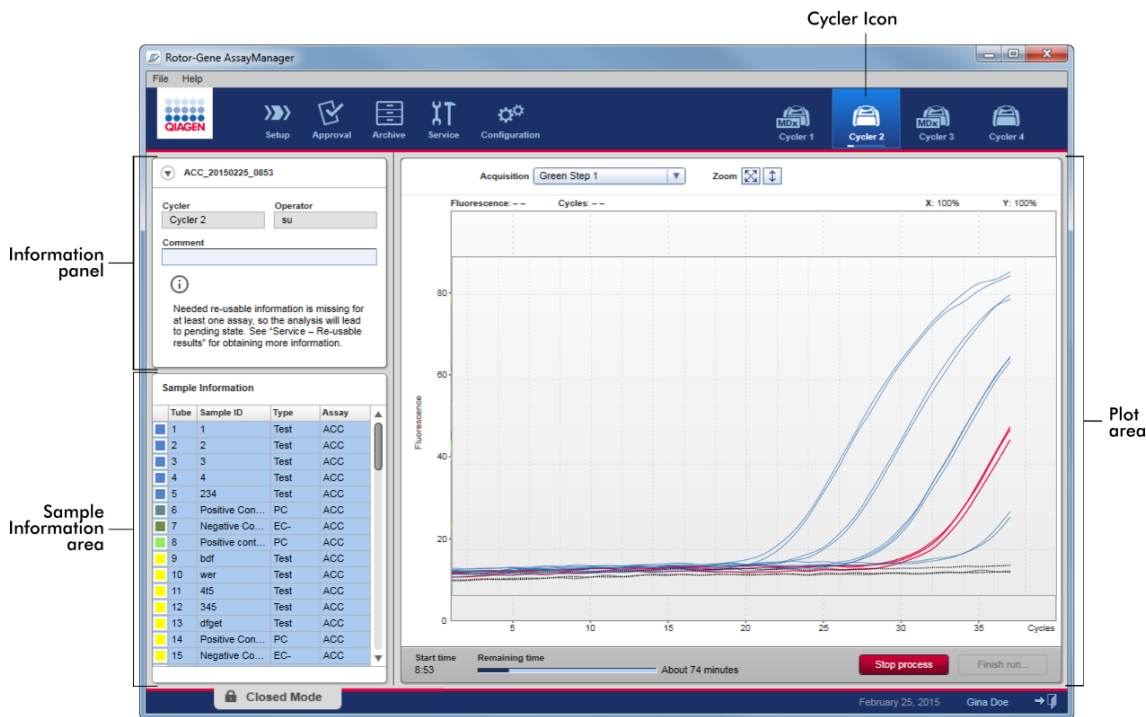 Cycler Icon
Rotor-Gene AssayManager
File Help
QIAGEN
Setup Approval Archive Service Configuration
MDx Cycler 1 Cycler 2 MDx Cycler 3 Cycler 4
Information
panel
ACC_20150225_0853
Cycler Operator
Cycler 2 su
Comment
i
Needed re-usable information is missing for
at least one assay, so the analysis will lead
to pending state. See “Service – Re-usable
results” for obtaining more information.
Sample
Information
area
Sample Information
Tube Sample ID Type Assay
1 1 Test ACC
2 2 Test ACC
3 3 Test ACC
4 4 Test ACC
5 234 Test ACC
6 Positive Con... PC ACC
7 Negative Co... EC- ACC
8 Positive cont... PC ACC
9 bdf Test ACC
10 wer Test ACC
11 4t5 Test ACC
12 345 Test ACC
13 dfget Test ACC
14 Positive Con... PC ACC
15 Negative Co... EC- ACC
Acquisition Green Step 1 Zoom
Fluorescence: – – Cycles: – – X: 100% Y: 100%
Fluorescence
80
60
40
20
0
5 10 15 20 25 30 35 Cycles
Plot
area
Start time Remaining time
8:53 About 74 minutes
Stop process Finish run...
Closed Mode
February 25, 2015 Gina Doe